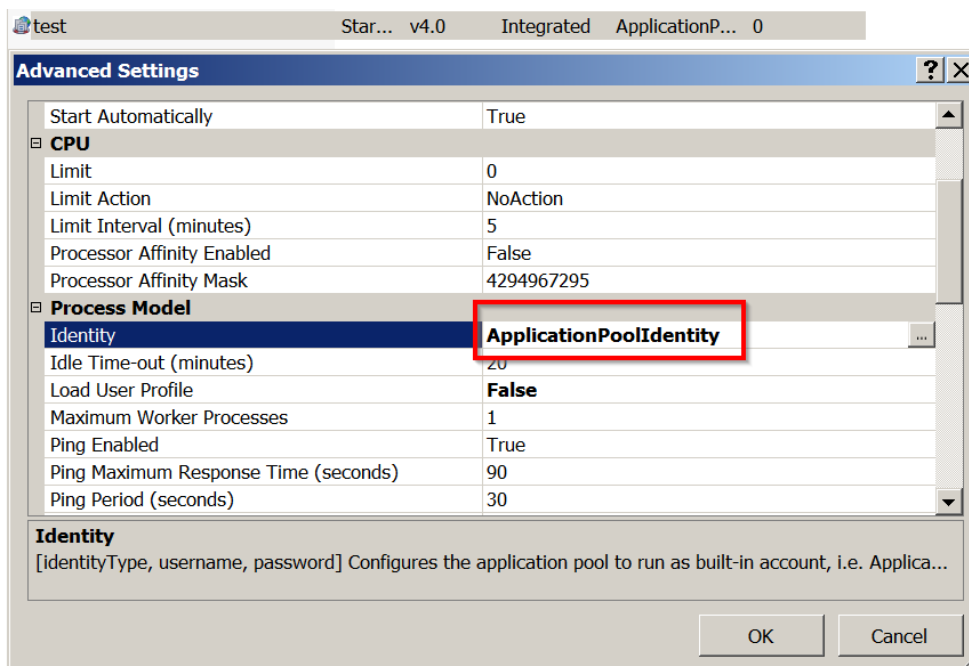 test Star... v4.0 Integrated ApplicationP... 0
Advanced Settings
Start Automatically True
CPU
Limit 0
Limit Action NoAction
Limit Interval (minutes) 5
Processor Affinity Enabled False
Processor Affinity Mask 4294967295
Process Model
Identity ApplicationPoolIdentity ...
Idle Time-out (minutes) 20
Load User Profile False
Maximum Worker Processes 1
Ping Enabled True
Ping Maximum Response Time (seconds) 90
Ping Period (seconds) 30
Identity
[identityType, username, password] Configures the application pool to run as built-in account, i.e. Applica...
OK Cancel